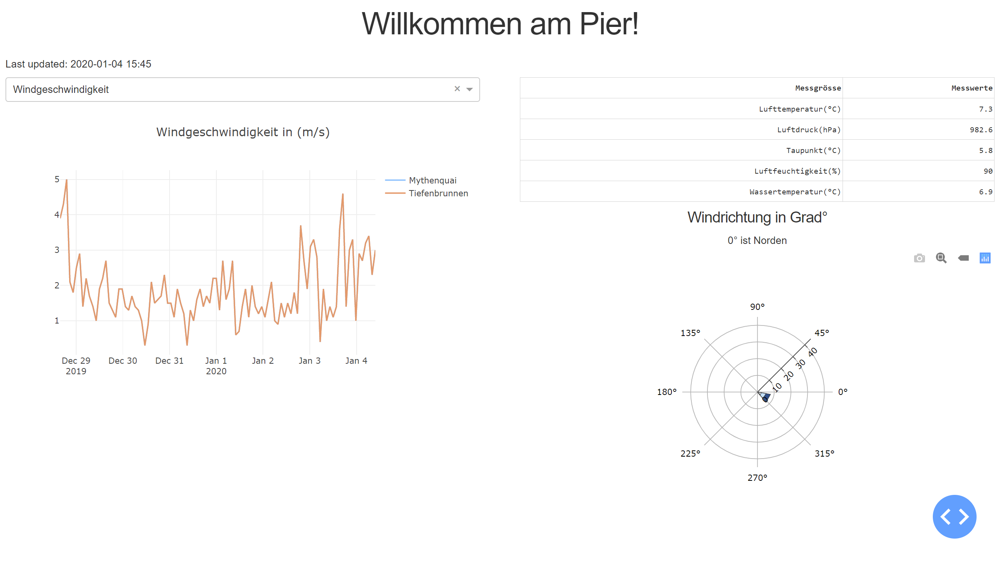 Willkommen am Pier!
Last updated: 2020-01-04 15:45
Windgeschwindigkeit
Windgeschwindigkeit in (m/s)
5
4
3
2
1
Dec 29 Dec 30 Dec 31 Jan 1 Jan 2 Jan 3 Jan 4
2019 2020
Mythenquai
Tiefenbrunnen
Messgrösse Messwerte
Lufttemperatur(°C) 7.3
Luftdruck(hPa) 982.6
Taupunkt(°C) 5.8
Luftfeuchtigkeit(%) 90
Wassertemperatur(°C) 6.9
Windrichtung in Grad°
0° ist Norden
90°
135° 45°
40
30
20
10
180° 0°
0
225° 315°
270°